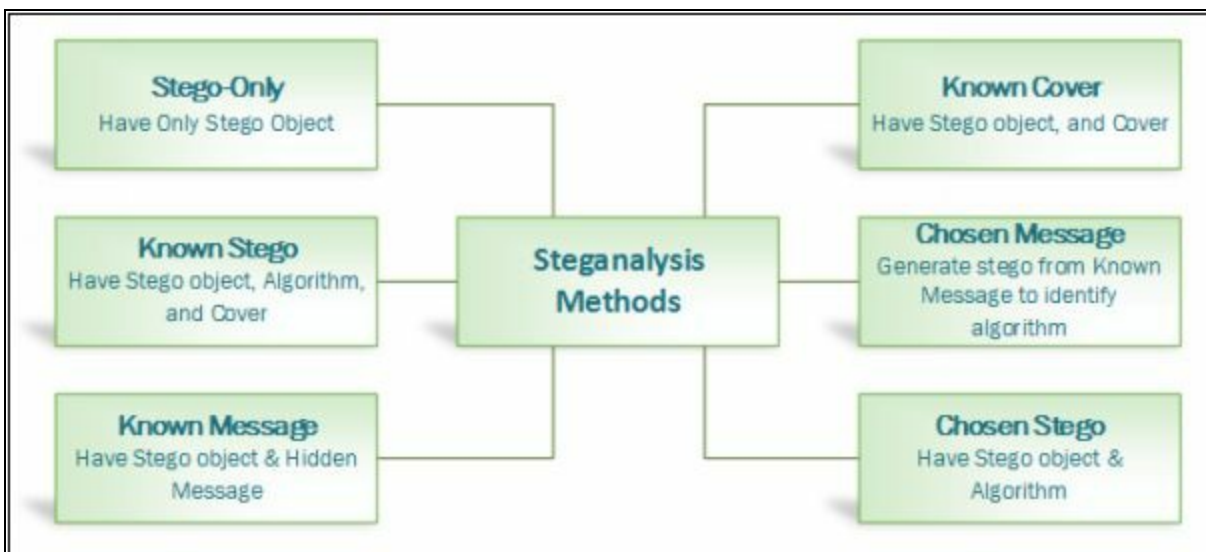 Stego-Only
Have Only Stego Object
Known Stego
Have Stego object, Algorithm,
and Cover
Known Message
Have Stego object & Hidden
Message
Steganalysis
Methods
Known Cover
Have Stego object, and Cover
Chosen Message
Generate stego from Known
Message to identify
algorithm
Chosen Stego
Have Stego object &
Algorithm